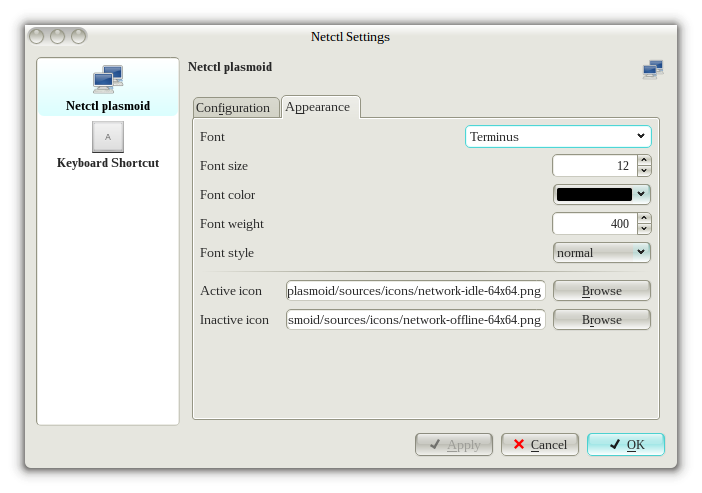 Netctl Settings
Netctl plasmoid
Netctl plasmoid
A
Keyboard Shortcut
Configuration
Appearance
Font
Terminus
Font size
12
Font color
Font weight
400
Font style
normal
Active icon
plasmoid/sources/icons/network-idle-64x64.png
Browse
Inactive icon
smoid/sources/icons/network-offline-64x64.png
Browse
Apply
Cancel
OK